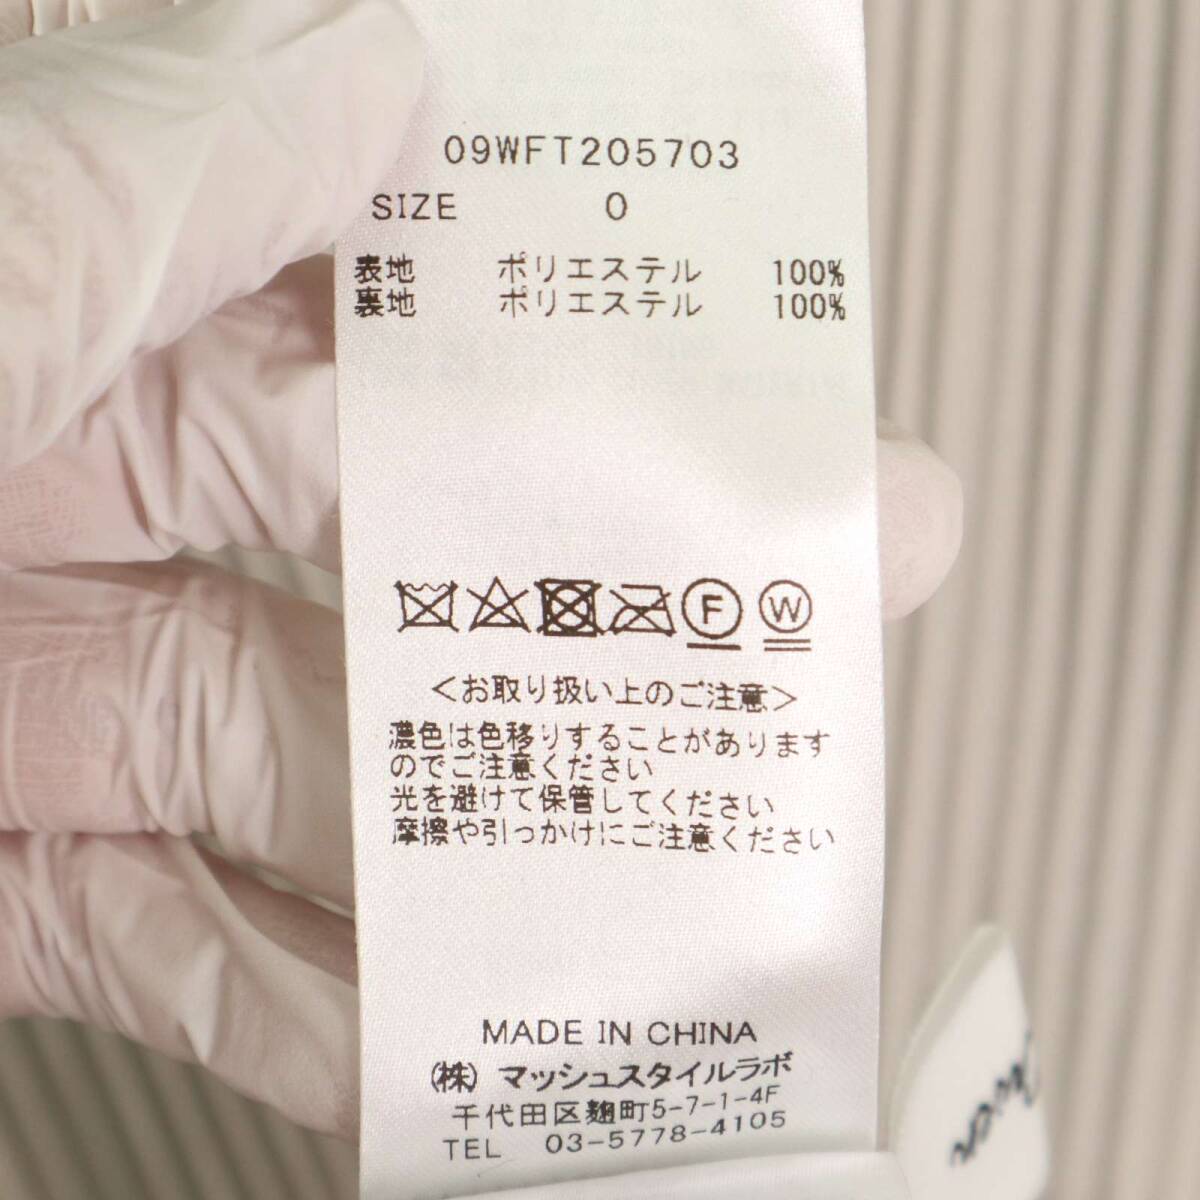 09WFT205703
SIZE 0
表地 ポリエステル 100%
裏地 ポリエステル 100%
F W
＜お取り扱い上のご注意＞
濃色は色移りすることがあります
のでご注意ください
光を避けて保管してください
摩擦や引っかけにご注意ください
MADE IN CHINA
(株) マッシュスタイルラボ
千代田区麹町5-7-1-4F
TEL 03-5778-4105